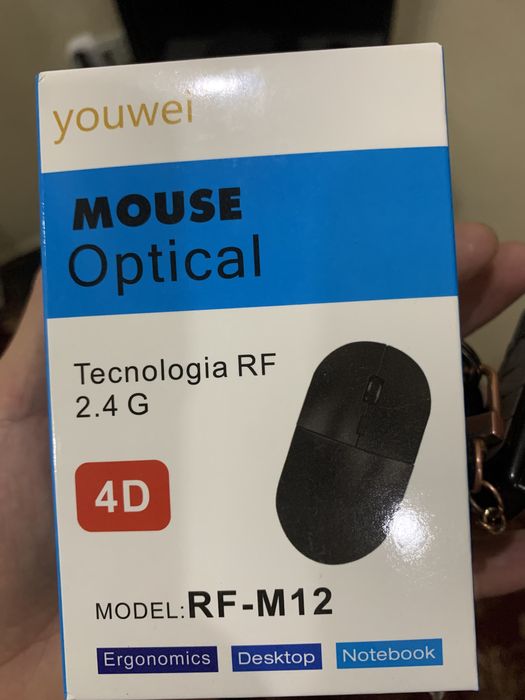 youwei
MOUSE
Optical
Tecnologia RF
2.4 G
4D
MODEL:RF-M12
Ergonomics Desktop Notebook